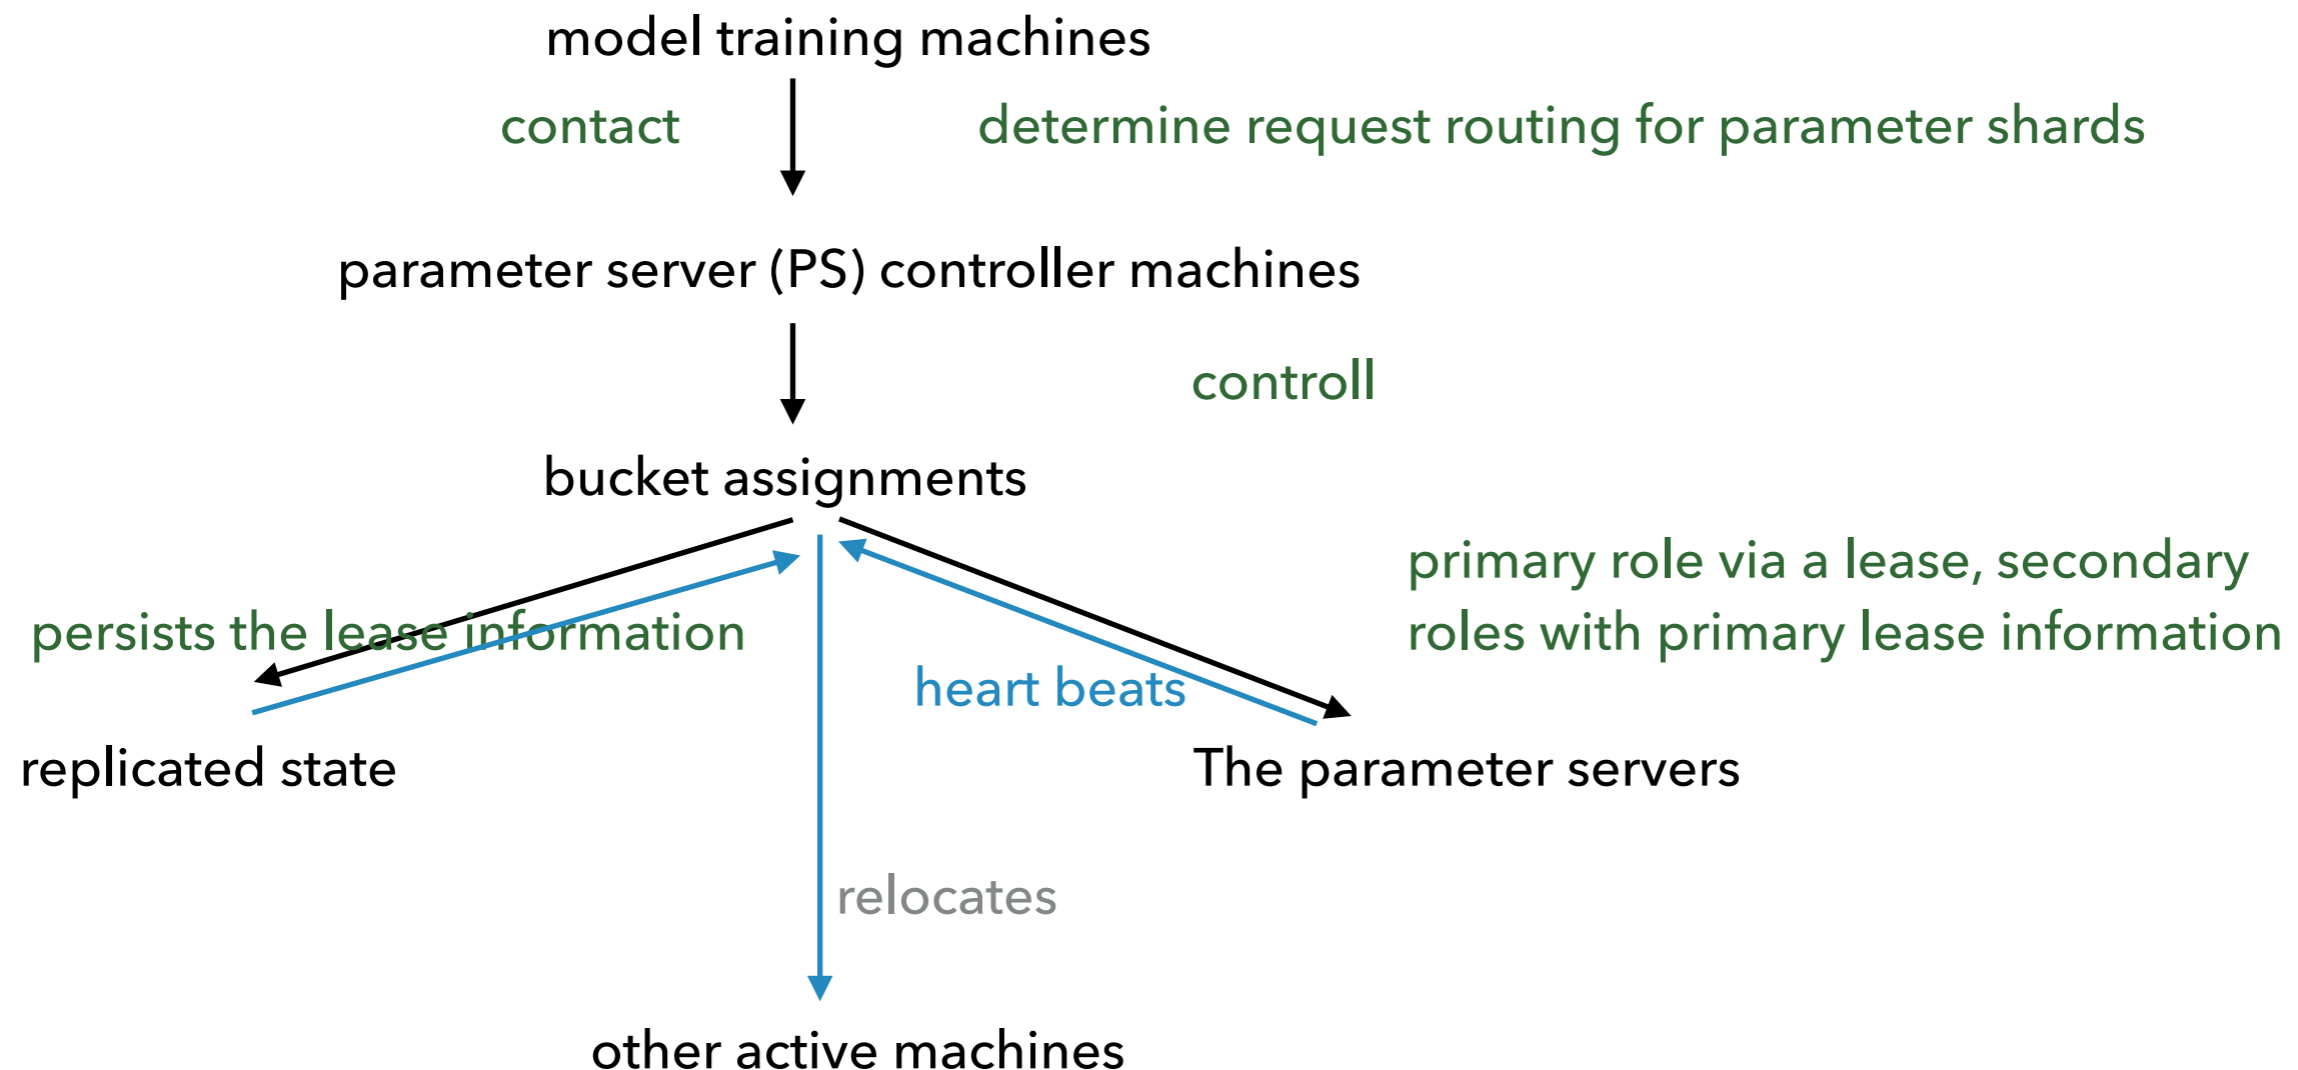 model training machines
contact
determine request routing for parameter shards
parameter server (PS) controller machines
controll
bucket assignments
primary role via a lease, secondary
roles with primary lease information
persists the lease information
heart beats
replicated state
The parameter servers
relocates
other active machines